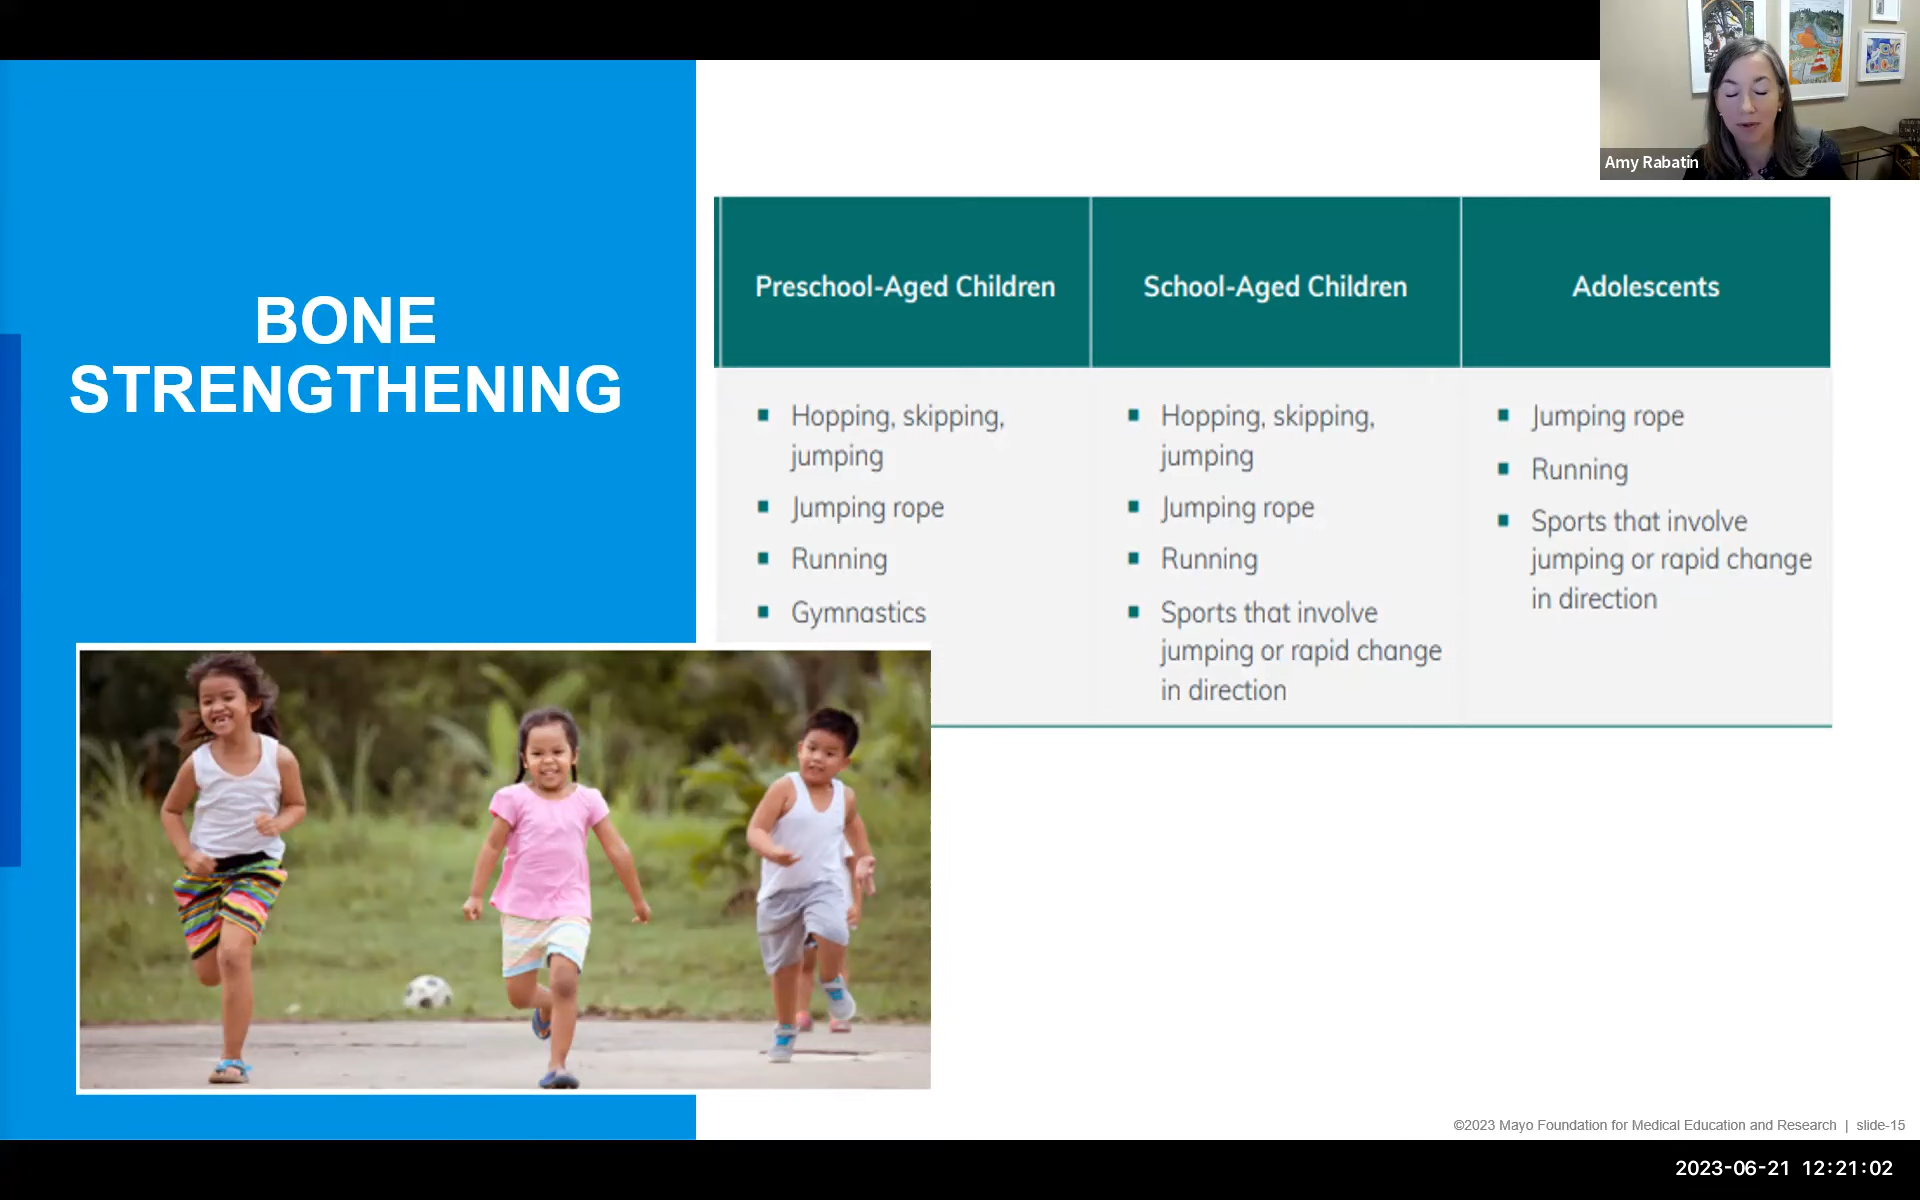 Amy Rabatin
BONE
STRENGTHENING
Preschool-Aged Children
Hopping, skipping,
jumping
Jumping rope
Running
Gymnastics
School-Aged Children
Hopping, skipping,
jumping
Jumping rope
Running
Sports that involve
jumping or rapid change
in direction
Adolescents
Jumping rope
Running
Sports that involve
jumping or rapid change
in direction
©2023 Mayo Foundation for Medical Education and Research | slide-15
2023-06-21 12:21:02